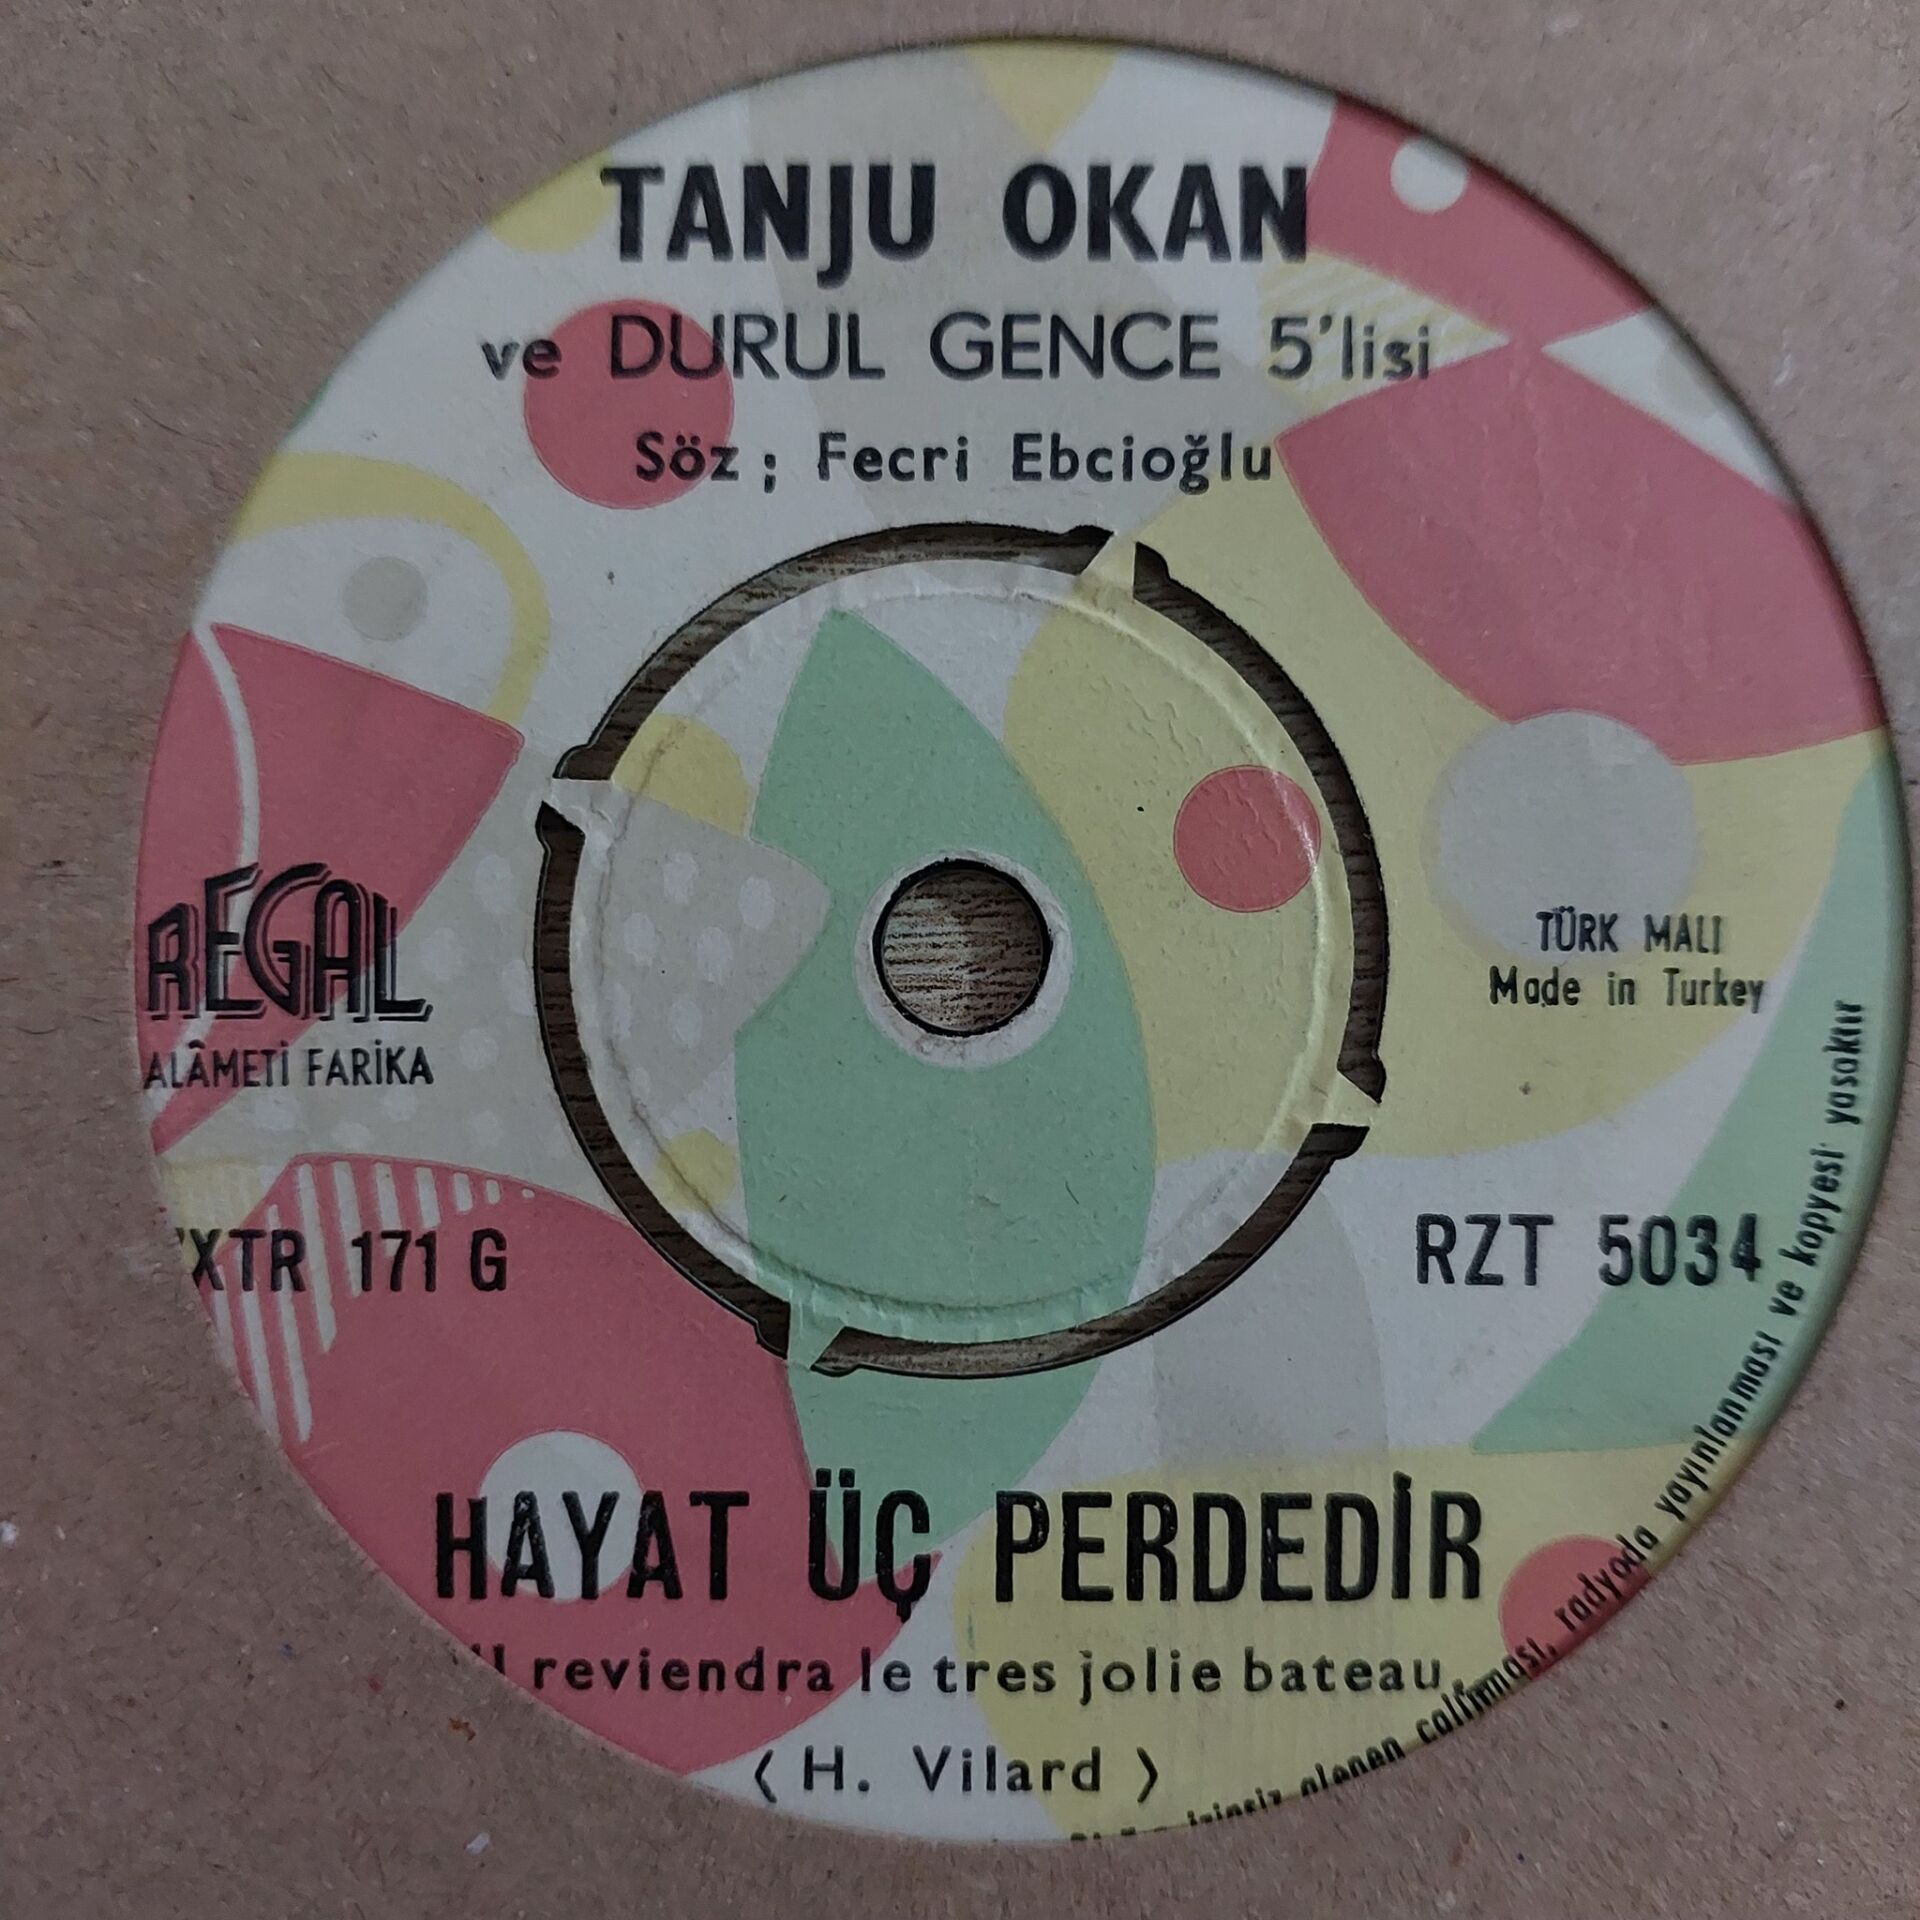 TANJU OKAN
ve DURUL GENCE 5'lisi
Söz ; Fecri Ebcioğlu
REGAL
ALÂMETİ FARİKA
TÜRK MALI
Made in Turkey
XTR 171 G
RZT 5034
HAYAT ÜÇ PERDEDİR
reviendra le tres jolie bateau
( H. Vilard )
izinsiz olenen çalınması, radyoda yayınlanması ve kopyesi yasaktır